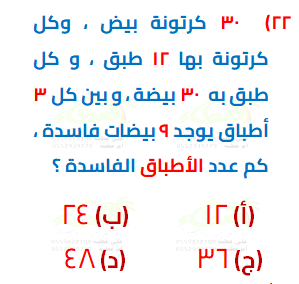 ٢٢) ٣٠ كرتونة بيض ، وكل
كرتونة بها ١٢ طبق ، و كل
طبق به ٣٠ بيضة ، و بين كل ٣
أطباق يوجد ٩ بيضات فاسدة ،
كم عدد الأطباق الفاسدة ؟
(أ) ١٢ (ب) ٢٤
(ج) ٣٦ (د) ٤٨